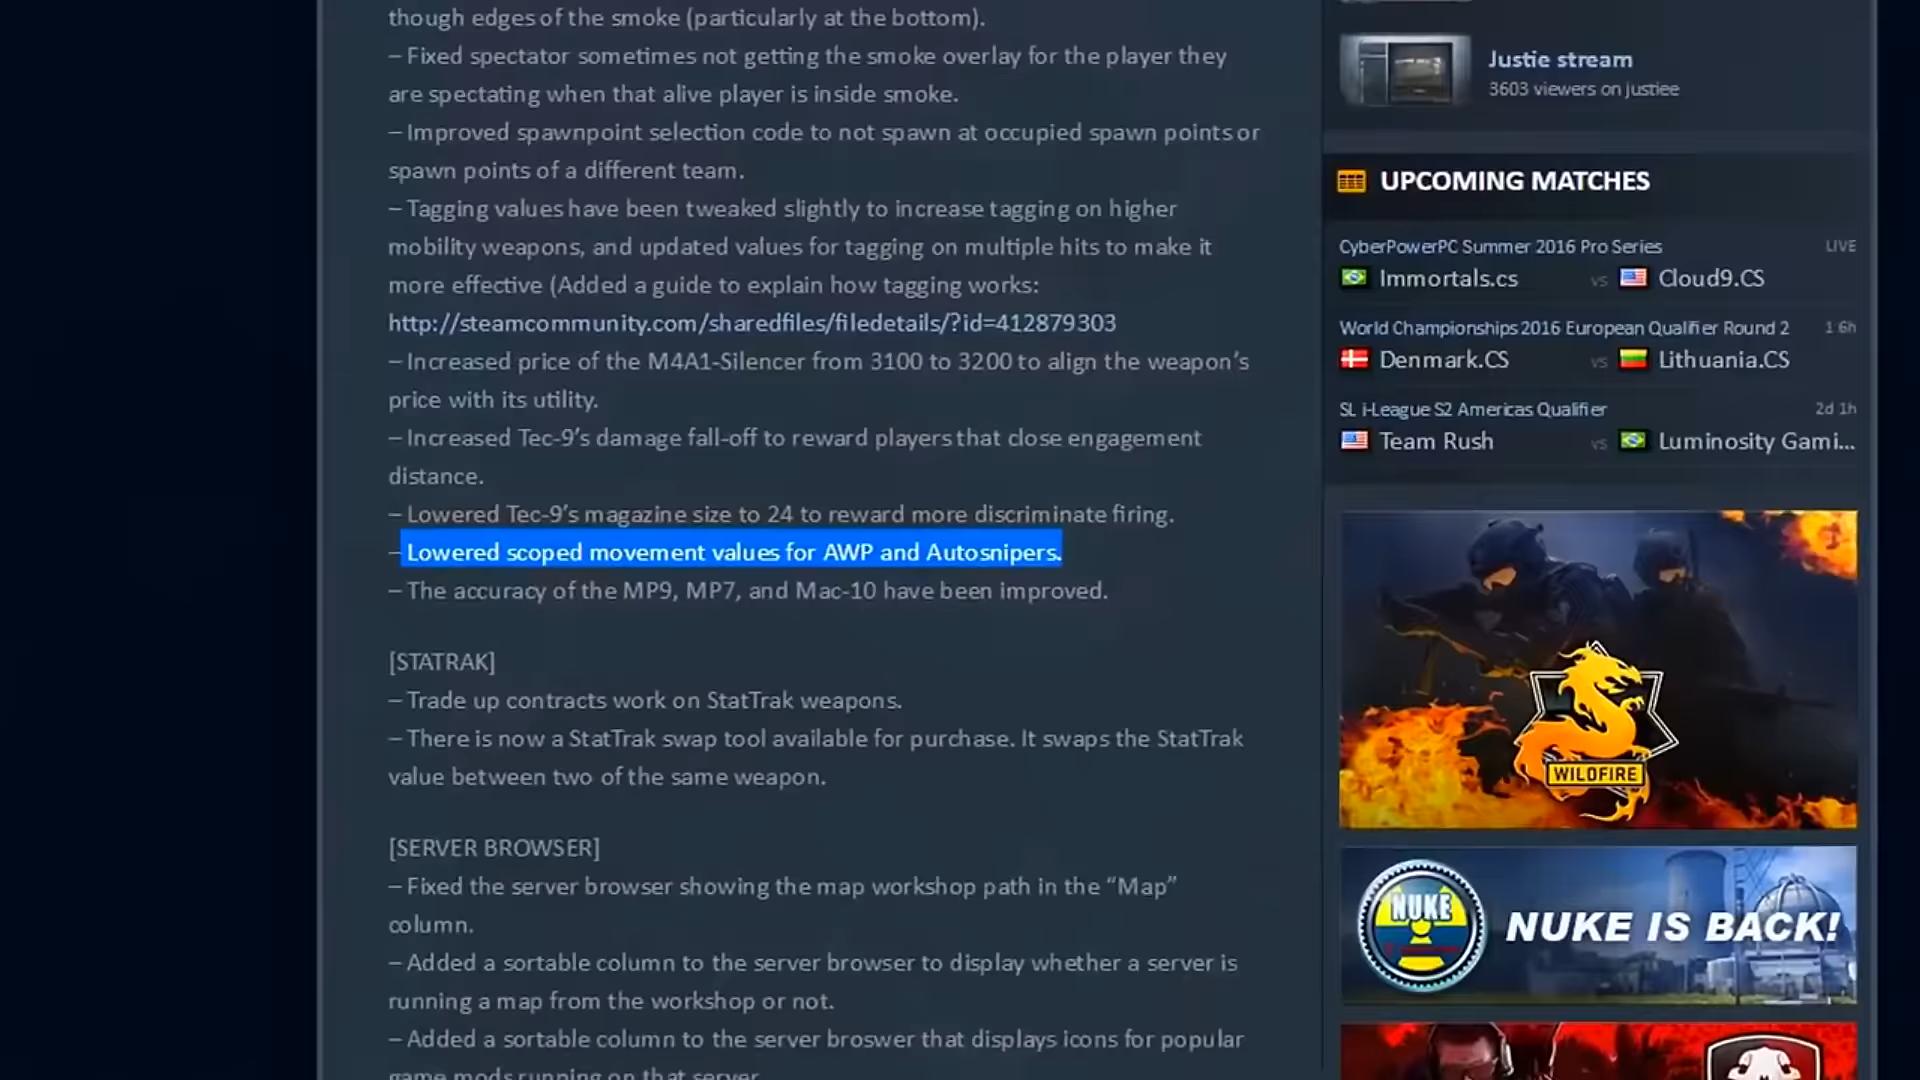 though edges of the smoke (particularly at the bottom).
– Fixed spectator sometimes not getting the smoke overlay for the player they
are spectating when that alive player is inside smoke.
– Improved spawnpoint selection code to not spawn at occupied spawn points or
spawn points of a different team.
– Tagging values have been tweaked slightly to increase tagging on higher
mobility weapons, and updated values for tagging on multiple hits to make it
more effective (Added a guide to explain how tagging works:
http://steamcommunity.com/sharedfiles/filedetails/?id=412879303
– Increased price of the M4A1-Silencer from 3100 to 3200 to align the weapon’s
price with its utility.
– Increased Tec-9’s damage fall-off to reward players that close engagement
distance.
– Lowered Tec-9’s magazine size to 24 to reward more discriminate firing.
– Lowered scoped movement values for AWP and Autosnipers.
– The accuracy of the MP9, MP7, and Mac-10 have been improved.
[STATRAK]
– Trade up contracts work on StatTrak weapons.
– There is now a StatTrak swap tool available for purchase. It swaps the StatTrak
value between two of the same weapon.
[SERVER BROWSER]
– Fixed the server browser showing the map workshop path in the “Map”
column.
– Added a sortable column to the server browser to display whether a server is
running a map from the workshop or not.
– Added a sortable column to the server broswer that displays icons for popular
game mods running on that server.
Justie stream
3603 viewers on justiee
UPCOMING MATCHES
CyberPowerPC Summer 2016 Pro Series LIVE
Immortals.cs vs Cloud9.CS
World Championships 2016 European Qualifier Round 2 1 6h
Denmark.CS vs Lithuania.CS
SL i-League S2 Americas Qualifier 2d 1h
Team Rush vs Luminosity Gami...
WILDFIRE
NUKE
NUKE IS BACK!